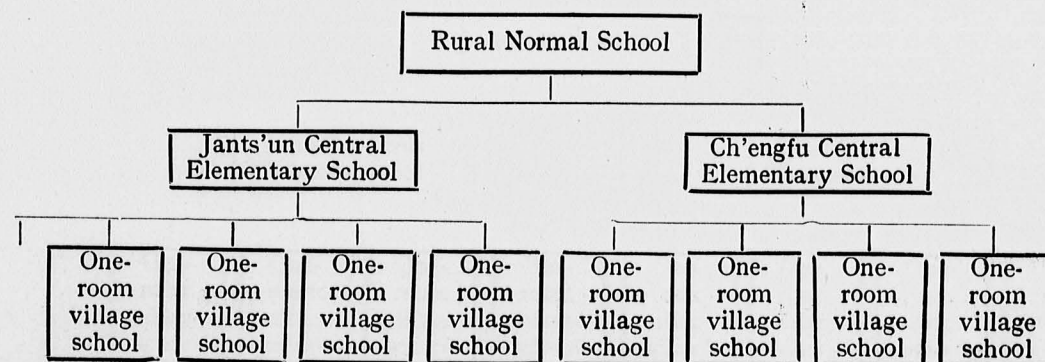 Rural Normal School
Jants'un Central
Elementary School
Ch'engfu Central
Elementary School
One-
room
village
school
One-
room
village
school
One-
room
village
school
One-
room
village
school
One-
room
village
school
One-
room
village
school
One-
room
village
school
One-
room
village
school